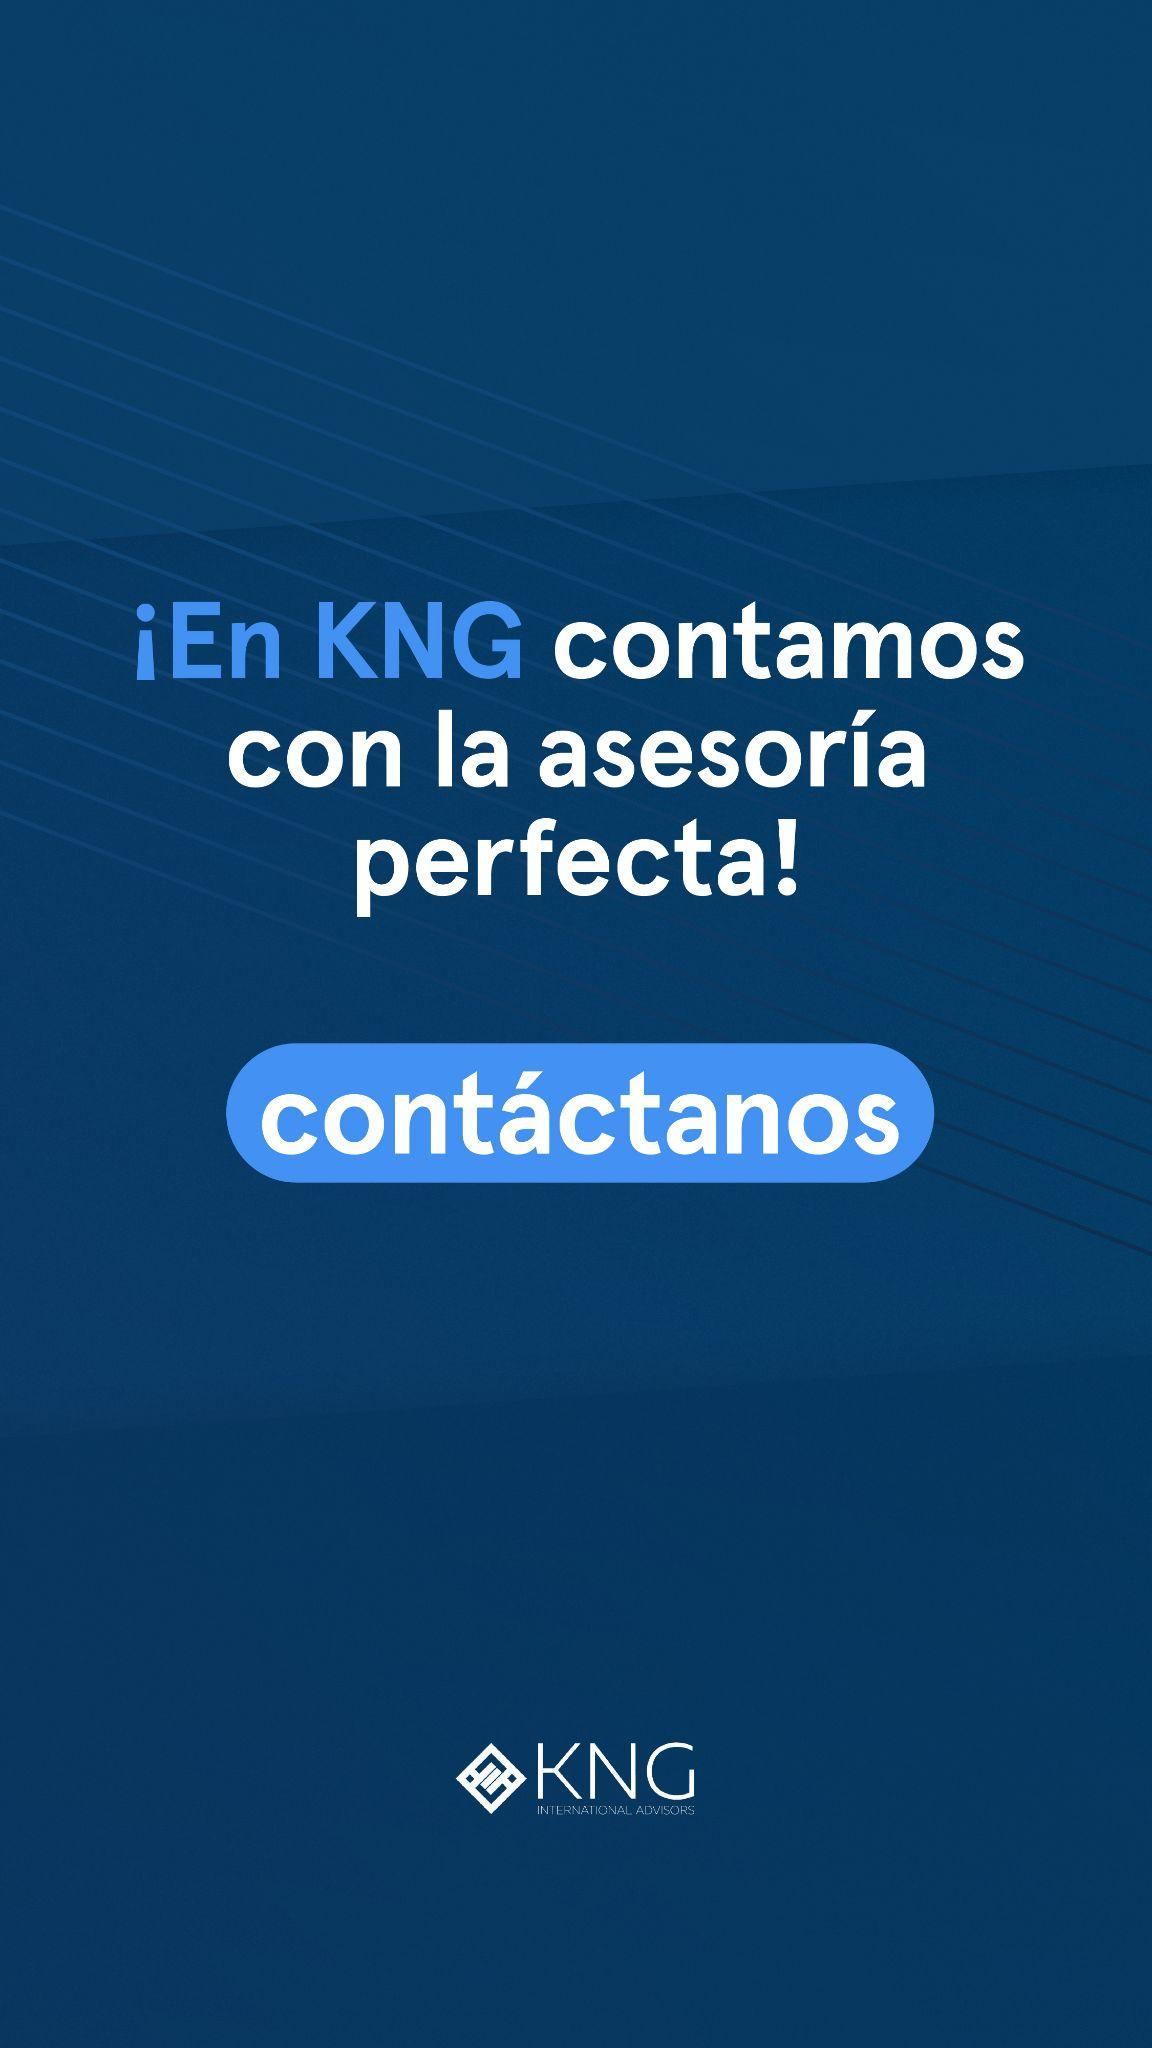 ¡En KNG contamos
con la asesoría
perfecta!
contáctanos
KNG
INTERNATIONAL ADVISORS